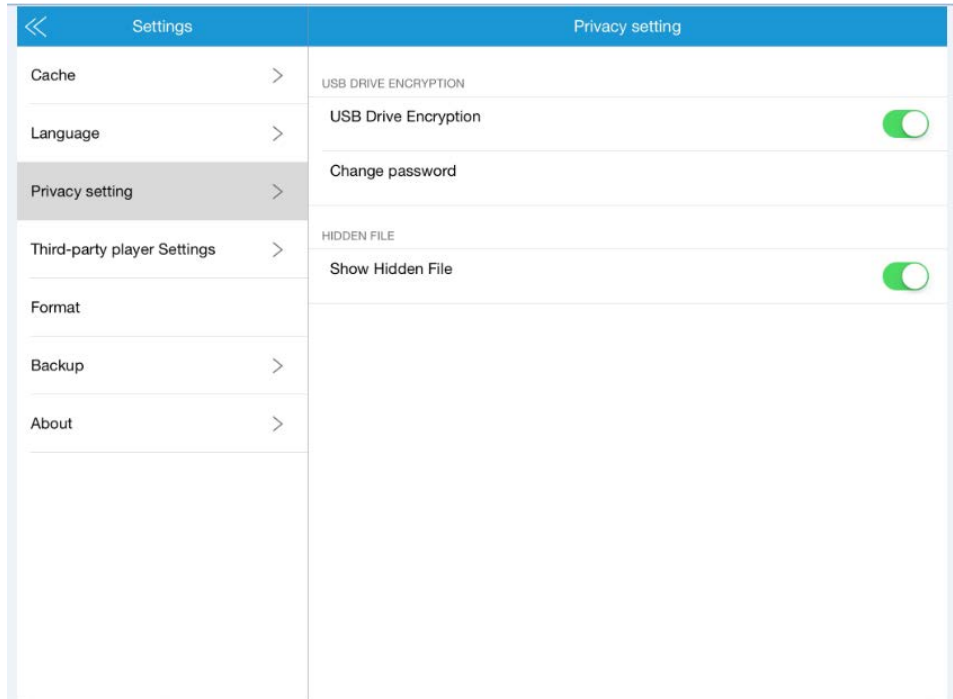 Settings
Privacy setting
Cache
Language
Privacy setting
Third-party player Settings
Format
Backup
About
USB DRIVE ENCRYPTION
USB Drive Encryption
Change password
HIDDEN FILE
Show Hidden File